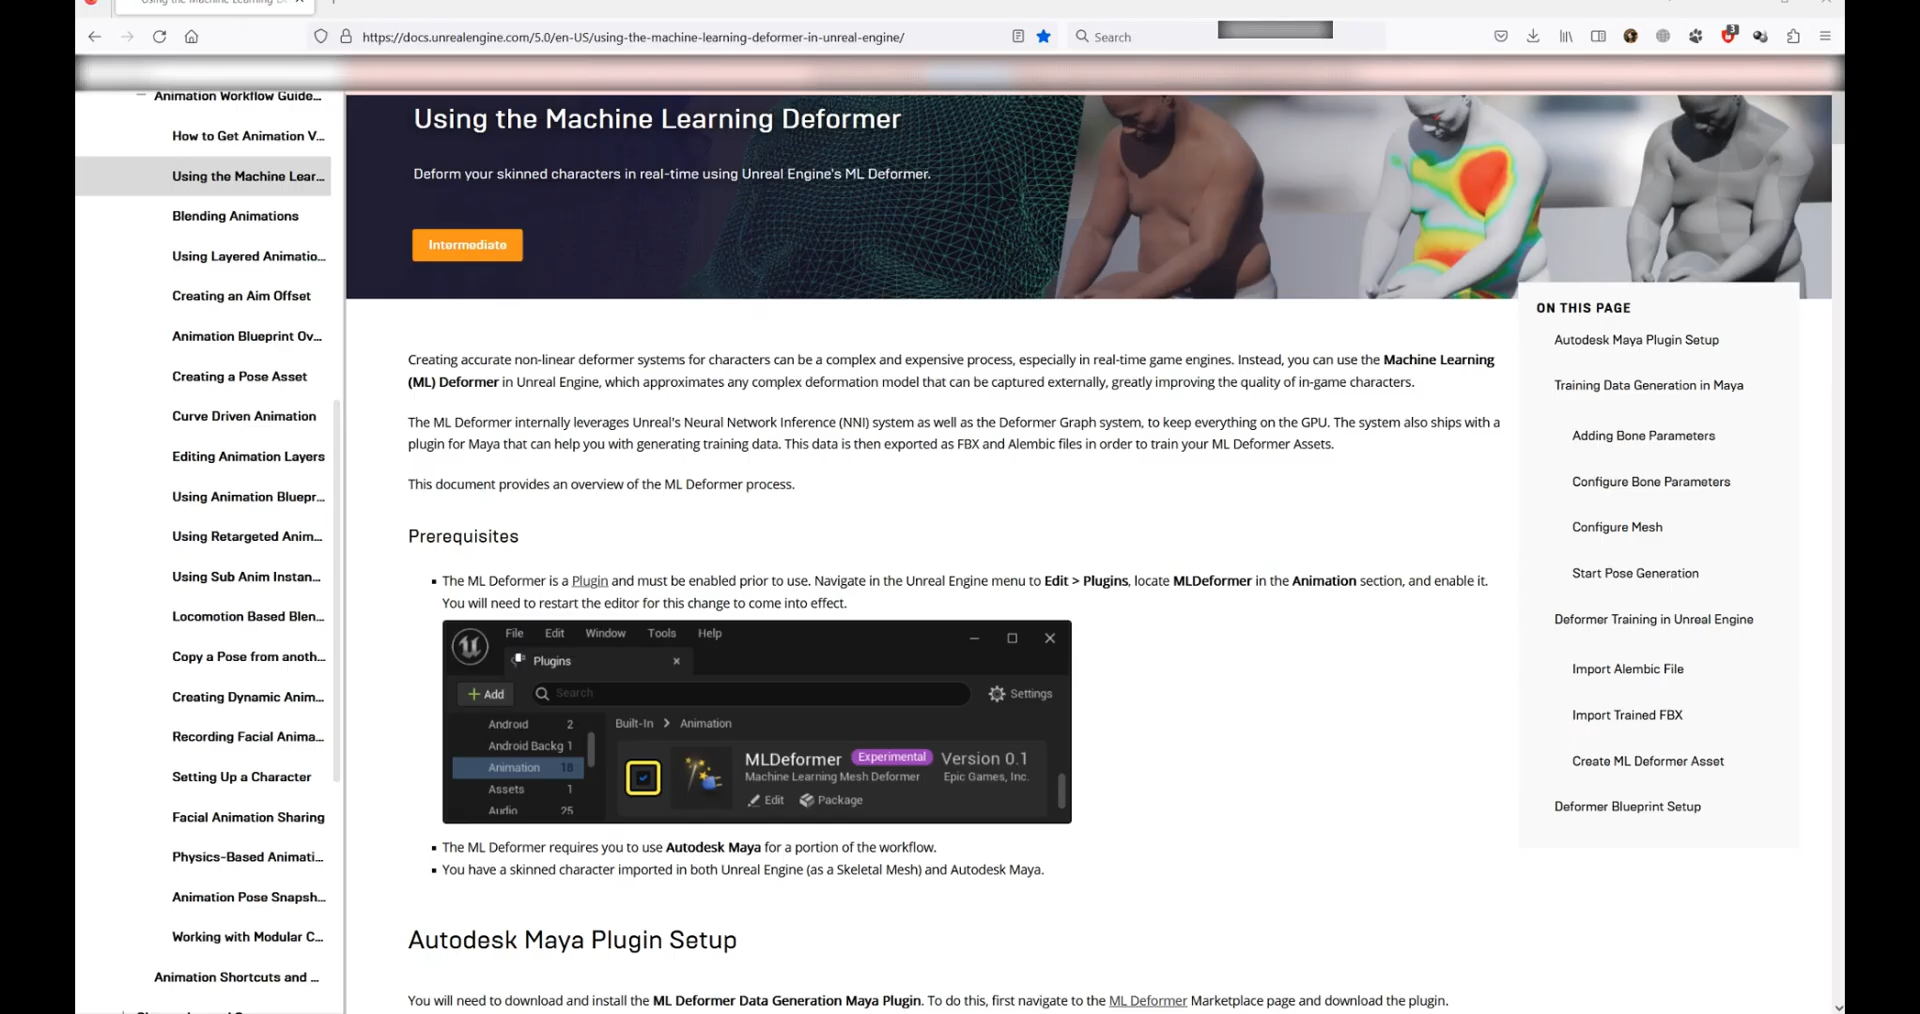 https://docs.unrealengine.com/5.0/en-US/using-the-machine-learning-deformer-in-unreal-engine/
Search
3
Animation Workflow Guide...
How to Get Animation V...
Using the Machine Lear...
Blending Animations
Using Layered Animatio...
Creating an Aim Offset
Animation Blueprint Ov...
Creating a Pose Asset
Curve Driven Animation
Editing Animation Layers
Using Animation Bluepr...
Using Retargeted Anim...
Using Sub Anim Instan...
Locomotion Based Blen...
Copy a Pose from anoth...
Creating Dynamic Anim...
Recording Facial Anima...
Setting Up a Character
Facial Animation Sharing
Physics-Based Animati...
Animation Pose Snapsh...
Working with Modular C...
Animation Shortcuts and ...
Using the Machine Learning Deformer
Deform your skinned characters in real-time using Unreal Engine's ML Deformer.
Intermediate
Creating accurate non-linear deformer systems for characters can be a complex and expensive process, especially in real-time game engines. Instead, you can use the Machine Learning
(ML) Deformer in Unreal Engine, which approximates any complex deformation model that can be captured externally, greatly improving the quality of in-game characters.
The ML Deformer internally leverages Unreal's Neural Network Inference (NNI) system as well as the Deformer Graph system, to keep everything on the GPU. The system also ships with a
plugin for Maya that can help you with generating training data. This data is then exported as FBX and Alembic files in order to train your ML Deformer Assets.
This document provides an overview of the ML Deformer process.
Prerequisites
The ML Deformer is a Plugin and must be enabled prior to use. Navigate in the Unreal Engine menu to Edit > Plugins, locate MLDeformer in the Animation section, and enable it.
You will need to restart the editor for this change to come into effect.
File Edit Window Tools Help
Plugins
+ Add
Search
Settings
Android 2
Android Backg 1
Animation 18
Assets 1
Audio 25
Built-In > Animation
MLDeformer Experimental Version 0.1
Machine Learning Mesh Deformer Epic Games, Inc.
Edit Package
The ML Deformer requires you to use Autodesk Maya for a portion of the workflow.
You have a skinned character imported in both Unreal Engine (as a Skeletal Mesh) and Autodesk Maya.
Autodesk Maya Plugin Setup
You will need to download and install the ML Deformer Data Generation Maya Plugin. To do this, first navigate to the ML Deformer Marketplace page and download the plugin.
ON THIS PAGE
Autodesk Maya Plugin Setup
Training Data Generation in Maya
Adding Bone Parameters
Configure Bone Parameters
Configure Mesh
Start Pose Generation
Deformer Training in Unreal Engine
Import Alembic File
Import Trained FBX
Create ML Deformer Asset
Deformer Blueprint Setup